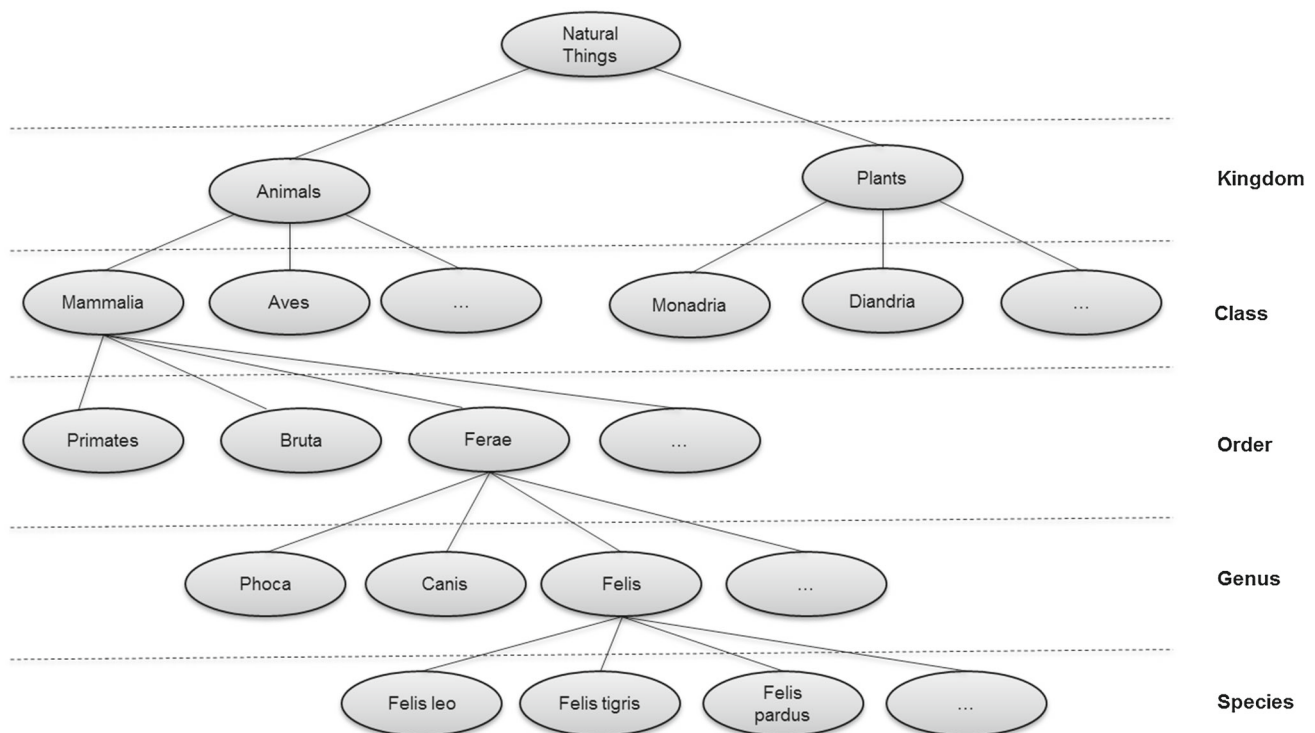 Natural
Things
Animals
Plants
Kingdom
Mammalia
Aves
...
Monadria
Diandria
...
Class
Primates
Bruta
Ferae
...
Order
Phoca
Canis
Felis
...
Genus
Felis leo
Felis tigris
Felis
pardus
...
Species